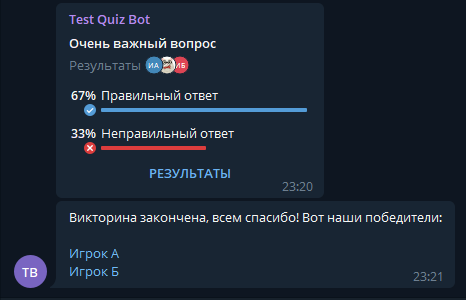 Test Quiz Bot
Очень важный вопрос
Результаты ИА ИБ
67% Правильный ответ
33% Неправильный ответ
РЕЗУЛЬТАТЫ
23:20
Викторина закончена, всем спасибо! Вот наши победители:
Игрок А
Игрок Б
ТВ
23:21